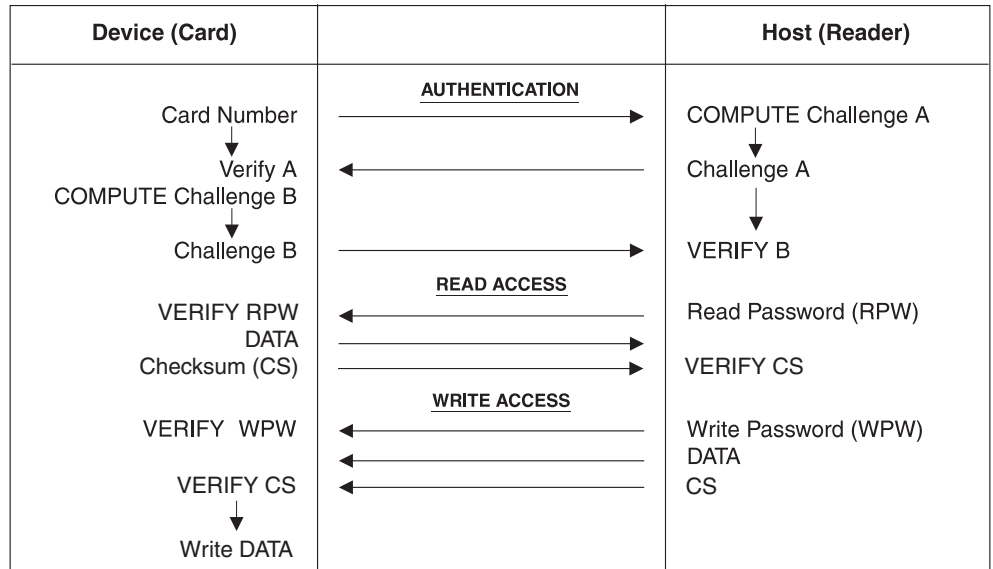 Device (Card) Host (Reader)
AUTHENTICATION
Card Number COMPUTE Challenge A
Verify A Challenge A
COMPUTE Challenge B
Challenge B VERIFY B
READ ACCESS
VERIFY RPW Read Password (RPW)
DATA
Checksum (CS) VERIFY CS
WRITE ACCESS
VERIFY WPW Write Password (WPW)
DATA
VERIFY CS CS
Write DATA